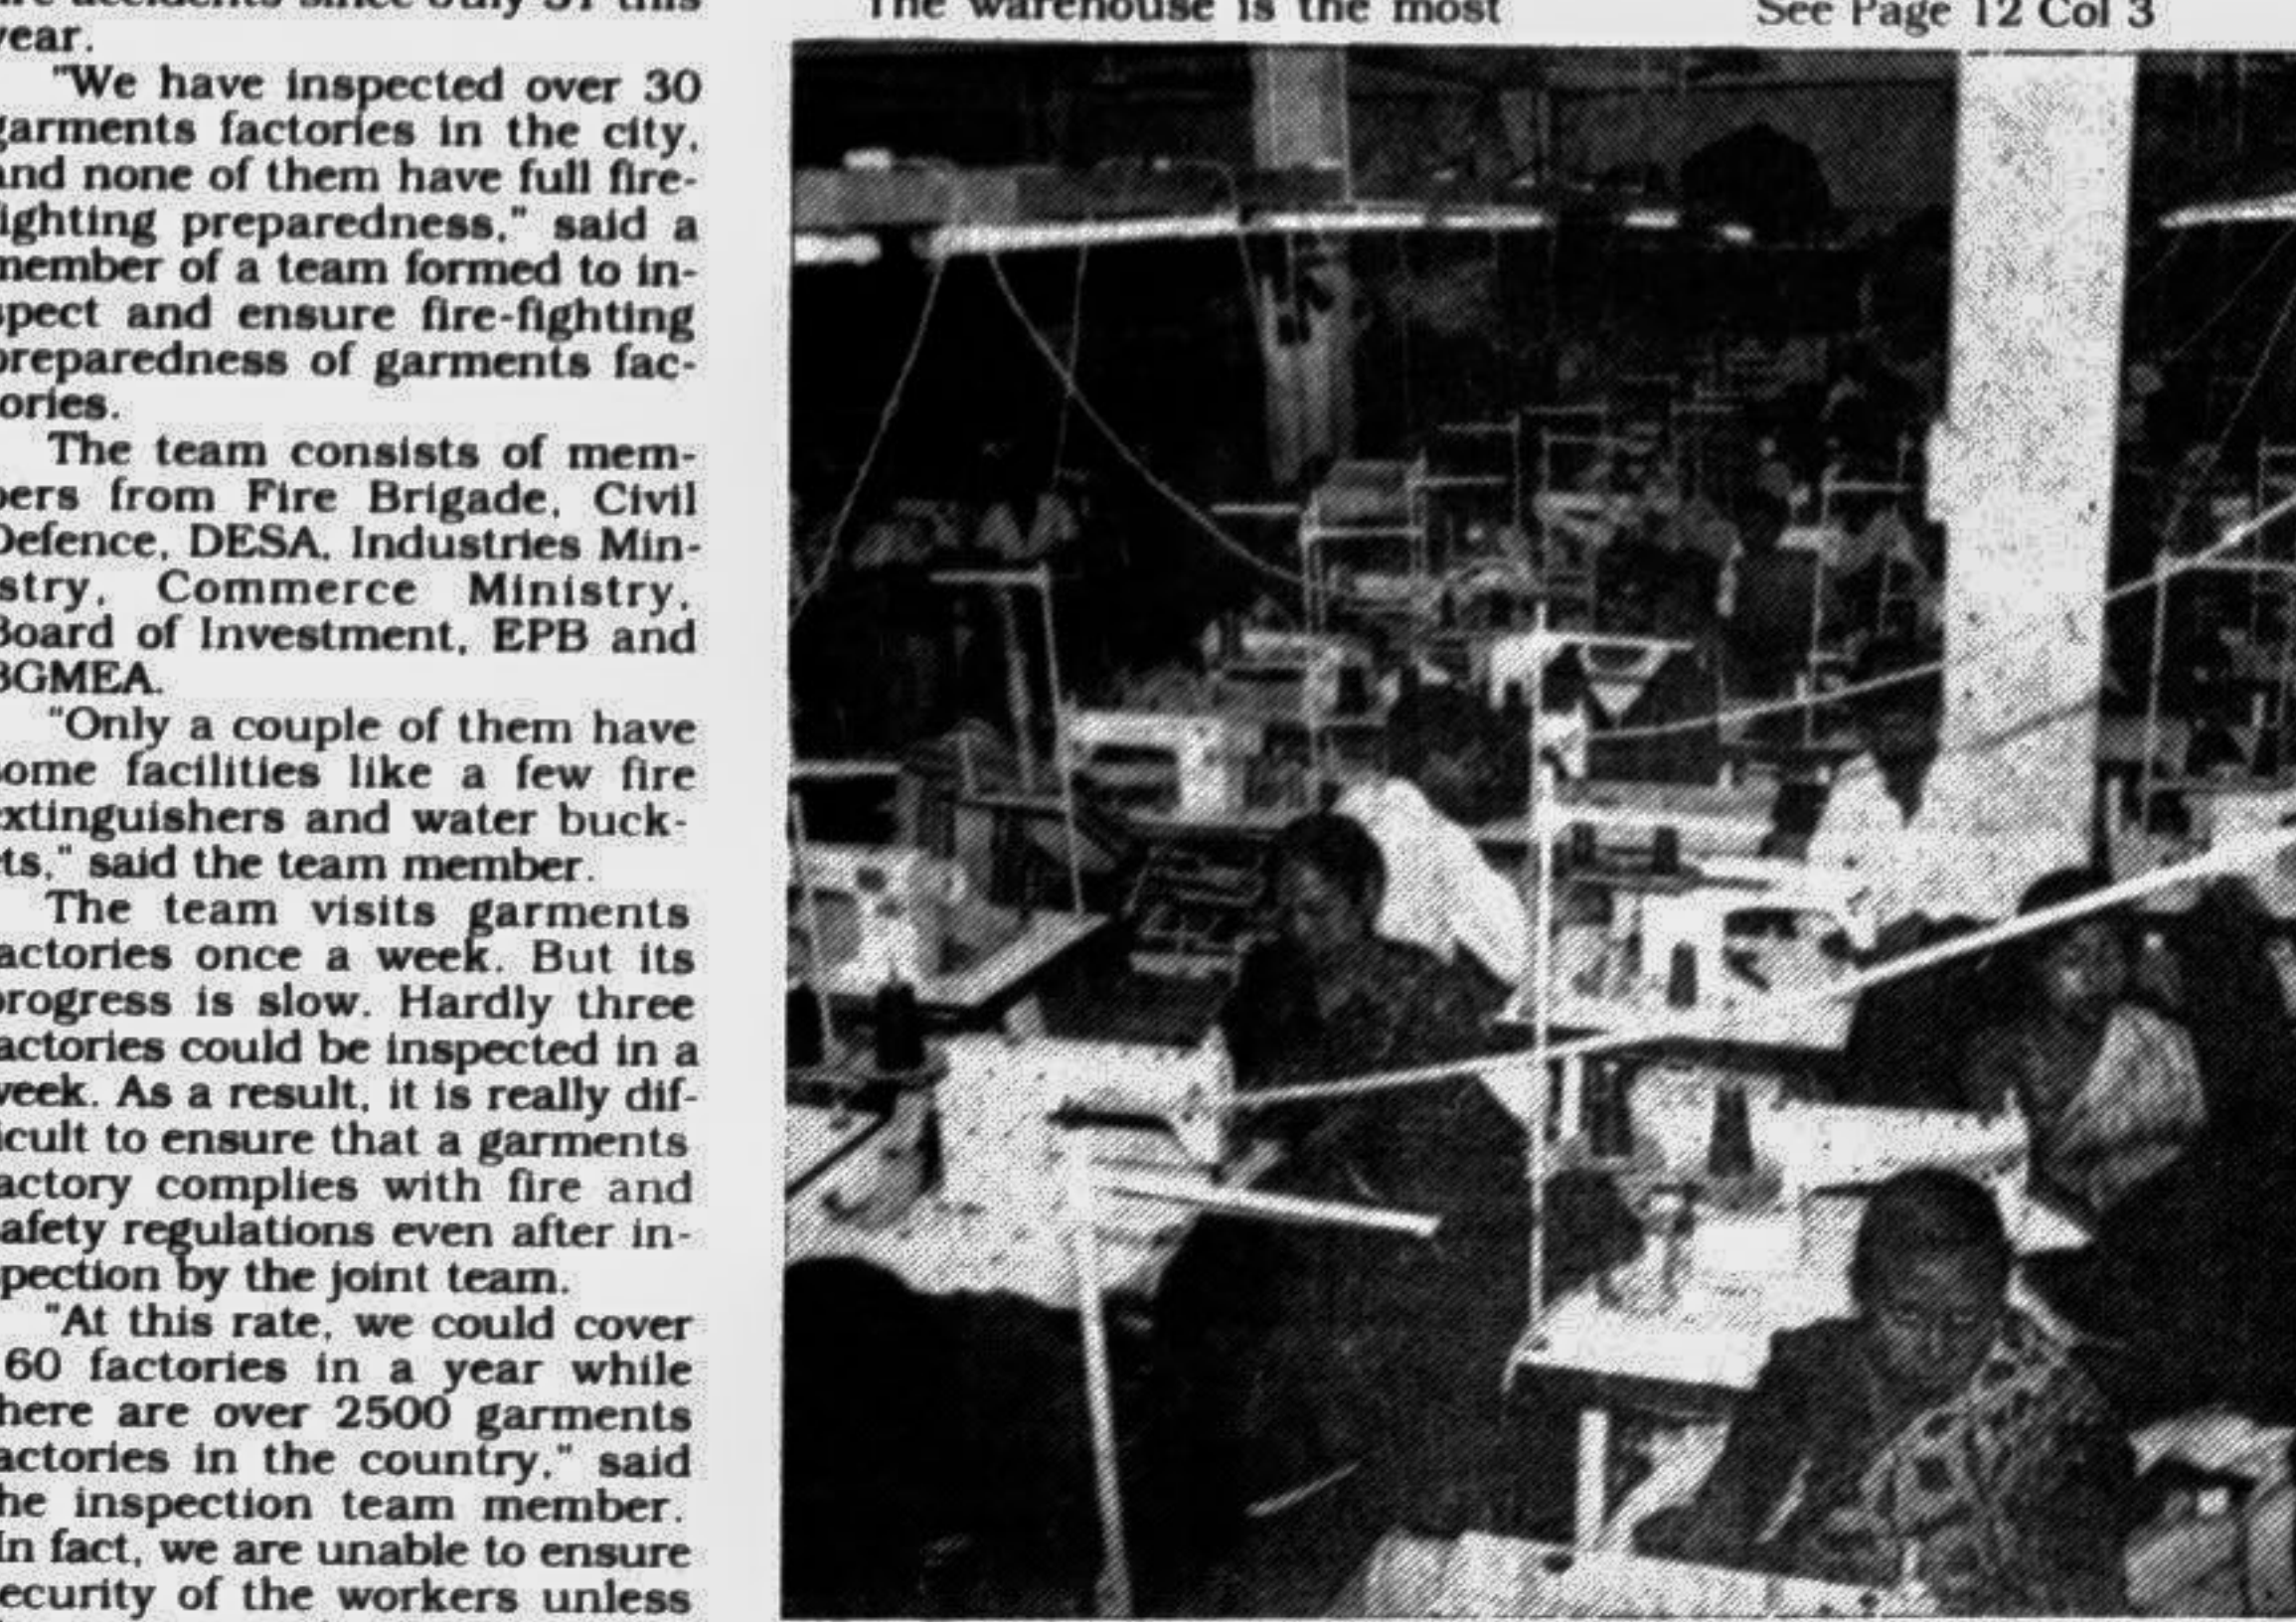 accidents since July 31 this
year.
"We have inspected over 30
garments factories in the city,
and none of them have full fire-
fighting preparedness," said a
member of a team formed to in-
spect and ensure fire-fighting
preparedness of garments fac-
tories.
The team consists of mem-
bers from Fire Brigade, Civil
Defence, DESA, Industries Min-
istry, Commerce Ministry,
Board of Investment, EPB and
BGMEA.
"Only a couple of them have
some facilities like a few fire
extinguishers and water buck-
ets," said the team member.
The team visits garments
factories once a week. But its
progress is slow. Hardly three
factories could be inspected in a
week. As a result, it is really dif-
ficult to ensure that a garments
factory complies with fire and
safety regulations even after in-
spection by the joint team.
"At this rate, we could cover
60 factories in a year while
there are over 2500 garments
factories in the country," said
the inspection team member.
In fact, we are unable to ensure
security of the workers unless
The warehouse is the most
See Page 12 Col 3